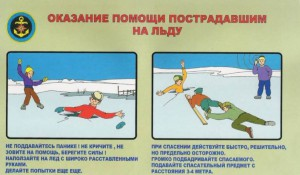 ОКАЗАНИЕ ПОМОЩИ ПОСТРАДАВШИМ
НА ЛЬДУ
НЕ ПОДДАВАЙТЕСЬ ПАНИКЕ ! НЕ КРИЧИТЕ , НЕ
ЗОВИТЕ НА ПОМОЩЬ, БЕРЕГИТЕ СИЛЫ !
НАПОЛЗАЙТЕ НА ЛЕД С ШИРОКО РАССТАВЛЕННЫМИ
РУКАМИ.
ДЕЛАЙТЕ ПОПЫТКИ ЕЩЕ ЕЩЕ.
ПРИ СПАСЕНИИ ДЕЙСТВУЙТЕ БЫСТРО, РЕШИТЕЛЬНО,
НО ПРЕДЕЛЬНО ОСТОРОЖНО.
ГРОМКО ПОДБАДРИВАЙТЕ СПАСАЕМОГО.
ПОДАВАЙТЕ СПАСАТЕЛЬНЫЙ ПРЕДМЕТ С
РАССТОЯНИЯ 3-4 МЕТРА.